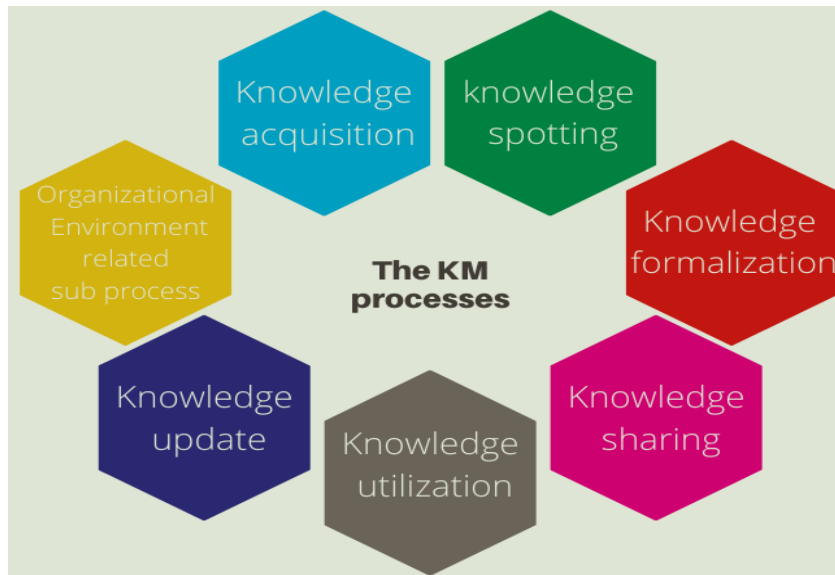 Knowledge
acquisition
knowledge
spotting
Knowledge
formalization
Knowledge
sharing
Knowledge
utilization
Knowledge
update
Organizational
Environment
related
sub process
The KM
processes